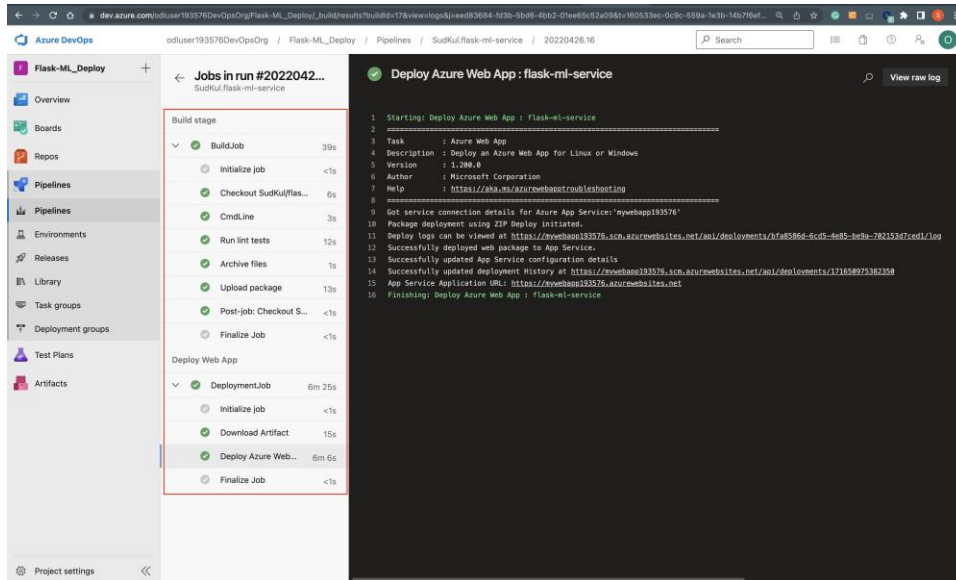 dev.azure.com/odluser193576DevOpsOrg/Flask-ML_Deploy/_build/results?buildId=17&view=logs&j=eed83684-fd3b-5bd6-4bb2-01ee65c52a09&t=160533ec-0c9c-559a-1e3b-14b7f6ef...
Azure DevOps
odluser193576DevOpsOrg / Flask-ML_Deploy / Pipelines / SudKul.flask-ml-service / 20220426.16
Search
Flask-ML_Deploy
Overview
Boards
Repos
Pipelines
Pipelines
Environments
Releases
Library
Task groups
Deployment groups
Test Plans
Artifacts
Project settings
Jobs in run #2022042...
SudKul.flask-ml-service
Build stage
BuildJob 39s
Initialize job <1s
Checkout SudKul/flas... 6s
CmdLine 3s
Run lint tests 12s
Archive files 1s
Upload package 13s
Post-job: Checkout S... <1s
Finalize Job <1s
Deploy Web App
DeploymentJob 6m 25s
Initialize job <1s
Download Artifact 15s
Deploy Azure Web... 6m 6s
Finalize Job <1s
Deploy Azure Web App : flask-ml-service
View raw log
1 Starting: Deploy Azure Web App : flask-ml-service
2 ==============================================================================
3 Task : Azure Web App
4 Description : Deploy an Azure Web App for Linux or Windows
5 Version : 1.200.0
6 Author : Microsoft Corporation
7 Help : https://aka.ms/azurewebapptroubleshooting
8 ==============================================================================
9 Got service connection details for Azure App Service:'mywebapp193576'
10 Package deployment using ZIP Deploy initiated.
11 Deploy logs can be viewed at https://mywebapp193576.scm.azurewebsites.net/api/deployments/bfa8586d-6cd5-4e85-be9a-702153d7ced1/log
12 Successfully deployed web package to App Service.
13 Successfully updated App Service configuration details
14 Successfully updated deployment History at https://mywebapp193576.scm.azurewebsites.net/api/deployments/171650975382350
15 App Service Application URL: https://mywebapp193576.azurewebsites.net
16 Finishing: Deploy Azure Web App : flask-ml-service